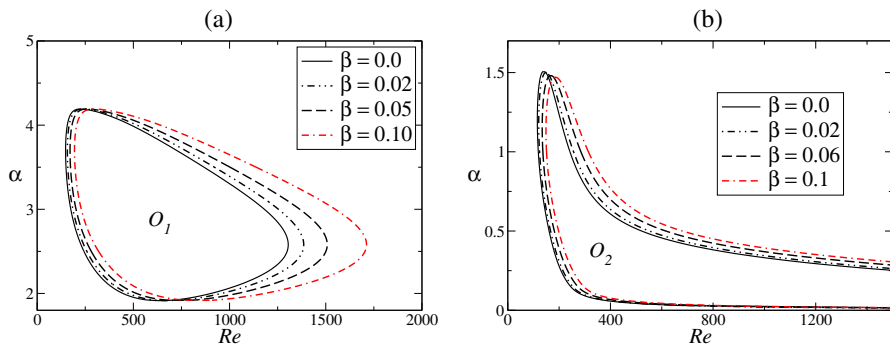 (a)
5
4
3
2
α
0
500
1000
1500
2000
Re
O1
β = 0.0
β = 0.02
β = 0.05
β = 0.10
(b)
1.5
1
0.5
0
α
0
400
800
1200
Re
O2
β = 0.0
β = 0.02
β = 0.06
β = 0.1